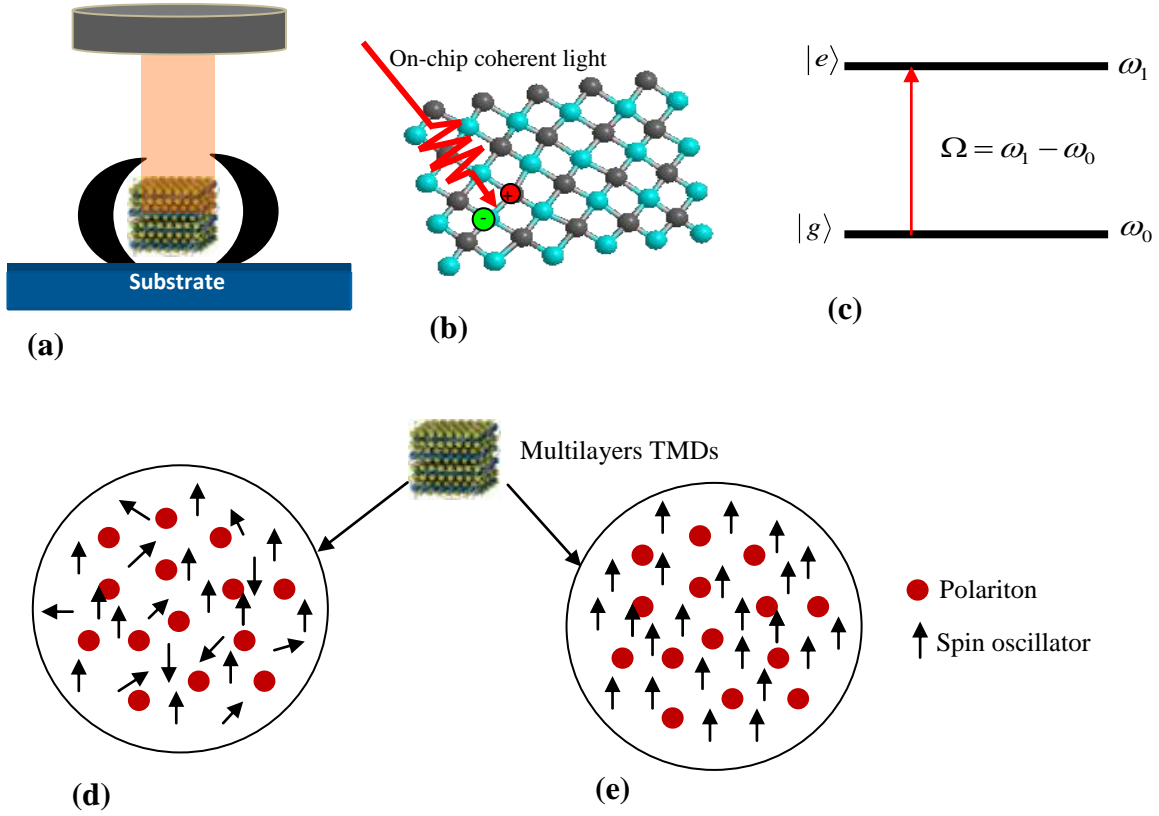 On-chip coherent light
+
-
Substrate
|e⟩
ω₁
Ω = ω₁ − ω₀
|g⟩
ω₀
(a)
(b)
(c)
Multilayers TMDs
Polariton
Spin oscillator
(d)
(e)